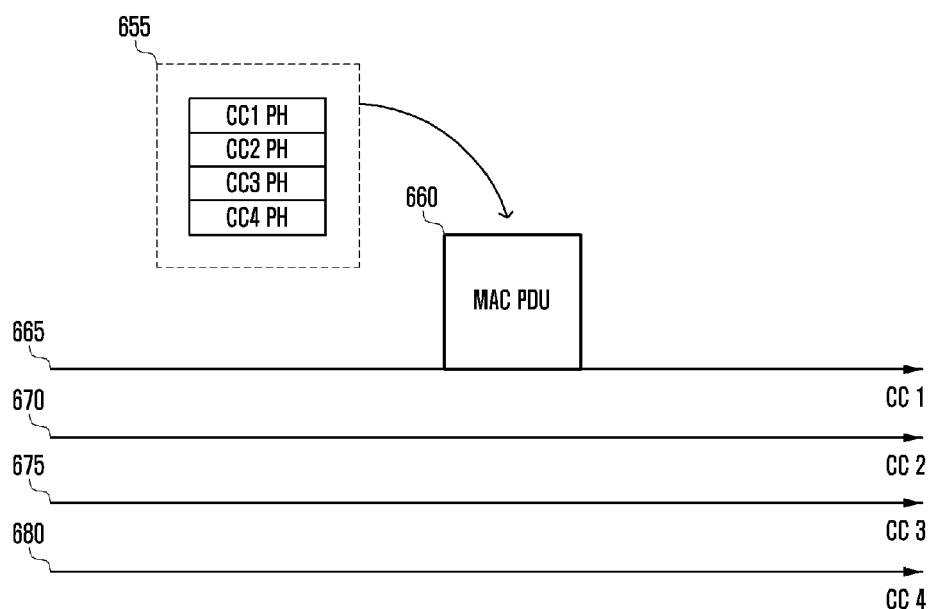 655
CC1 PH
CC2 PH
CC3 PH
CC4 PH
660
MAC PDU
665
CC 1
670
CC 2
675
CC 3
680
CC 4